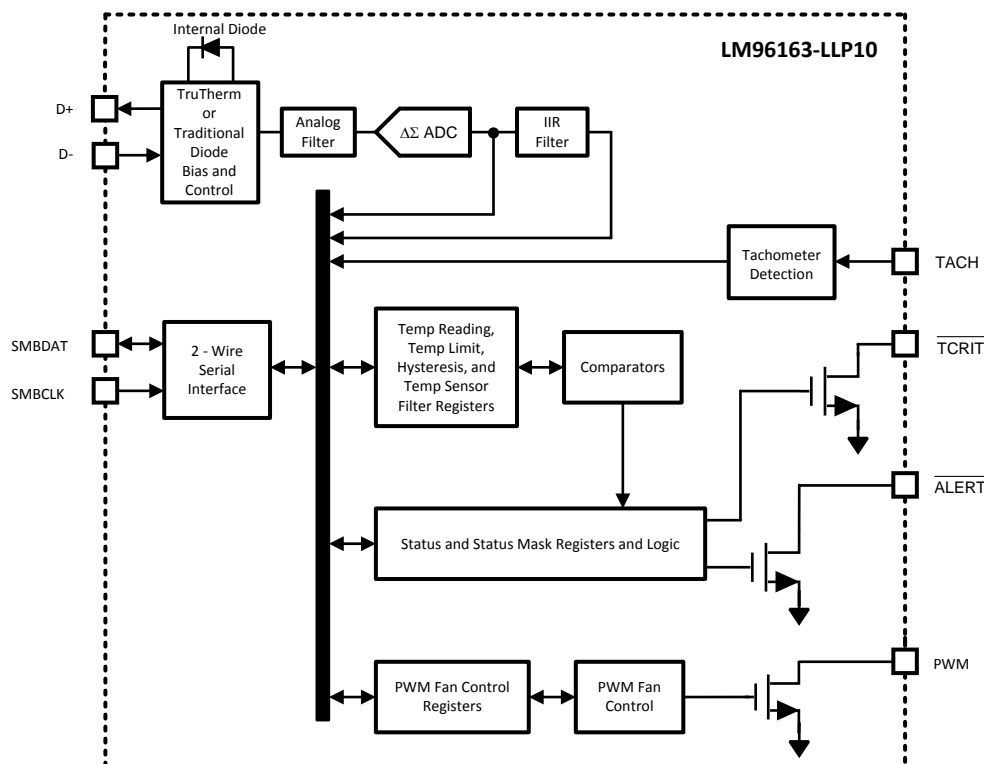 Internal Diode
LM96163-LLP10
D+
D-
TruTherm
or
Traditional
Diode
Bias and
Control
Analog
Filter
ΔΣ ADC
IIR
Filter
Tachometer
Detection
TACH
SMBDAT
SMBCLK
2 - Wire
Serial
Interface
Temp Reading,
Temp Limit,
Hysteresis, and
Temp Sensor
Filter Registers
Comparators
TCRIT
ALERT
Status and Status Mask Registers and Logic
PWM Fan Control
Registers
PWM Fan
Control
PWM